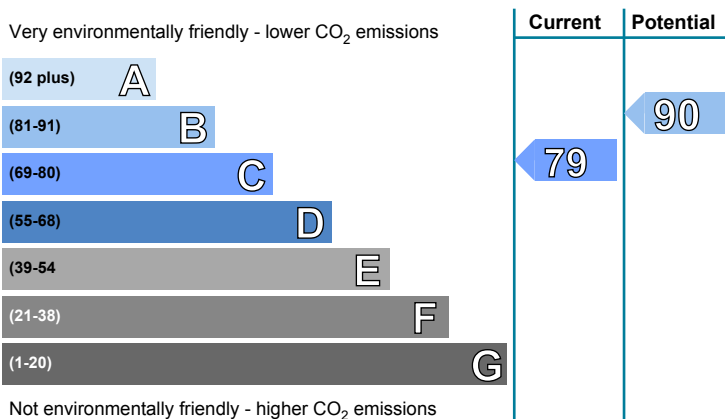 Very environmentally friendly - lower CO2 emissions
Current
Potential
(92 plus) A
(81-91) B
(69-80) C
(55-68) D
(39-54 E
(21-38) F
(1-20) G
79
90
Not environmentally friendly - higher CO2 emissions